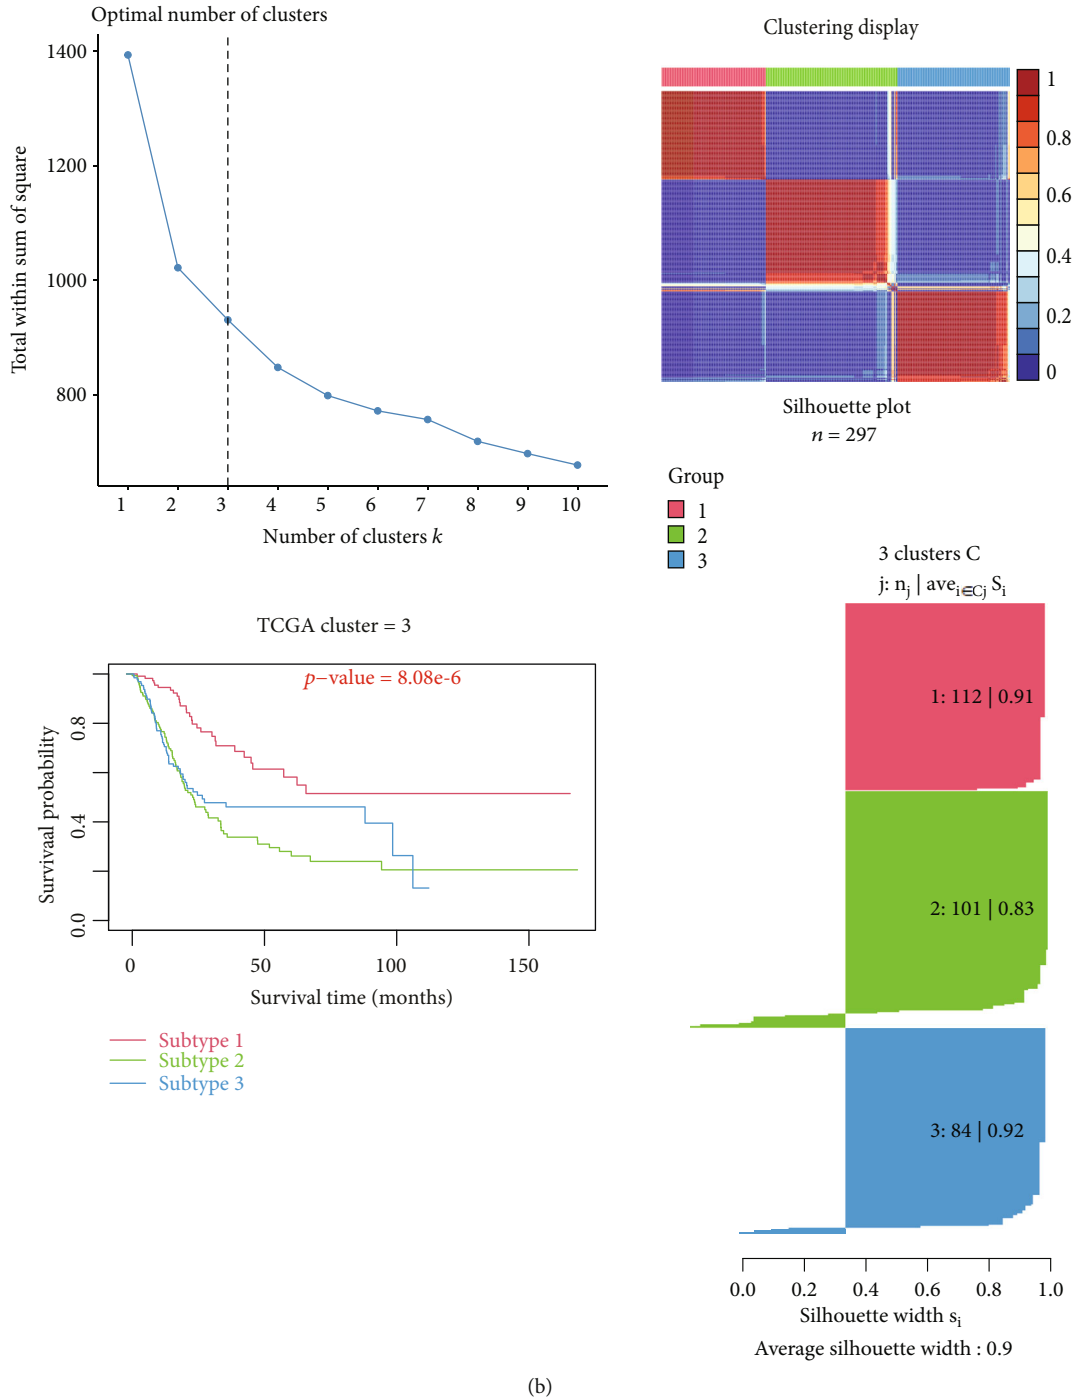 Optimal number of clusters
1400
1200
1000
800
Total within sum of square
1 2 3 4 5 6 7 8 9 10
Number of clusters k
Clustering display
1
0.8
0.6
0.4
0.2
0
Silhouette plot
n = 297
Group
1
2
3
3 clusters C
j: nj | avei∈Cj Si
1: 112 | 0.91
2: 101 | 0.83
3: 84 | 0.92
0.0 0.2 0.4 0.6 0.8 1.0
Silhouette width si
Average silhouette width : 0.9
TCGA cluster = 3
p−value = 8.08e-6
0.8
0.4
0.0
Survivaal probability
0 50 100 150
Survival time (months)
Subtype 1
Subtype 2
Subtype 3
(b)